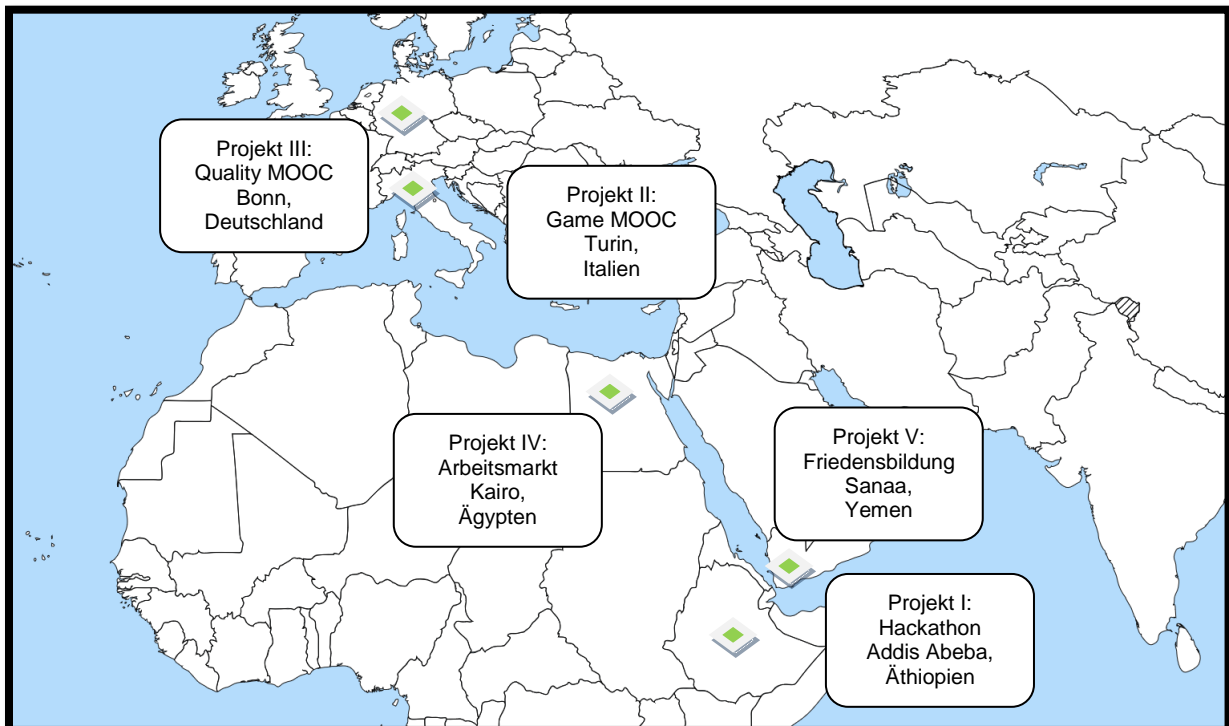 Projekt III:
Quality MOOC
Bonn,
Deutschland
Projekt II:
Game MOOC
Turin,
Italien
Projekt IV:
Arbeitsmarkt
Kairo,
Ägypten
Projekt V:
Friedensbildung
Sanaa,
Yemen
Projekt I:
Hackathon
Addis Abeba,
Äthiopien